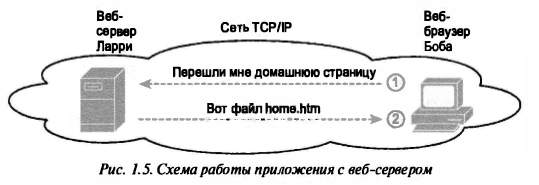 Веб-
сервер
Ларри
Сеть TCP/IP
Веб-
браузер
Боба
Перешли мне домашнюю страницу
1
Вот файл home.htm
2
Рис. 1.5. Схема работы приложения с веб-сервером